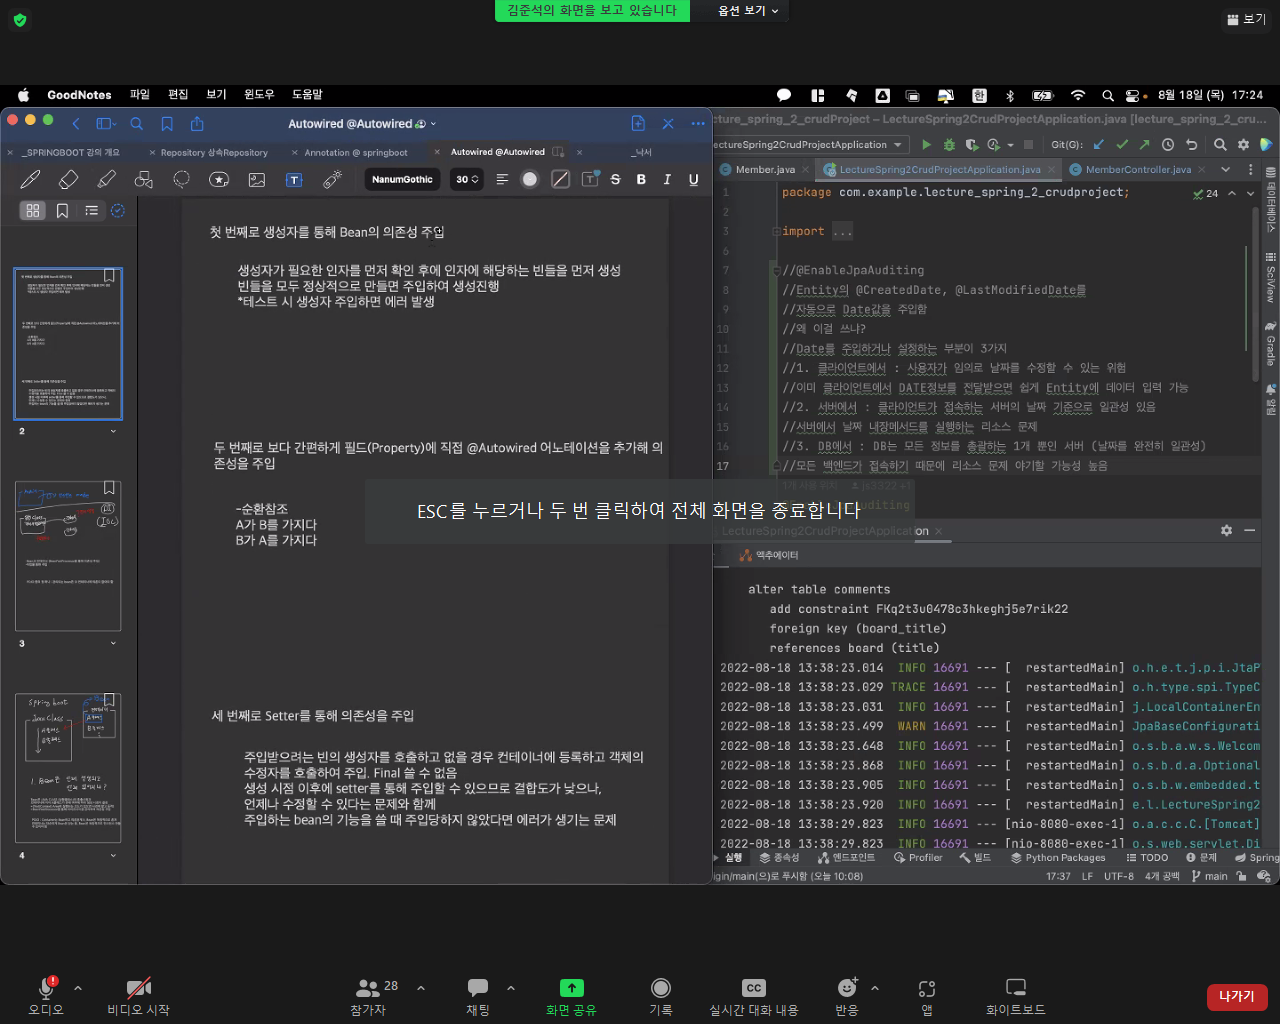 김준석의 화면을 보고 있습니다
옵션 보기
보기
GoodNotes 파일 편집 보기 윈도우 도움말
한
8월 18일 (목) 17:24
Autowired @Autowired
_SPRINGBOOT 강의 개요
Repository 상속Repository
Annotation @ springboot
Autowired @Autowired
_낙서
NanumGothic
30
S B I U
2
3
4
첫 번째로 생성자를 통해 Bean의 의존성 주입
생성자가 필요한 인자를 먼저 확인 후에 인자에 해당하는 빈들을 먼저 생성
빈들을 모두 정상적으로 만들면 주입하여 생성진행
*테스트 시 생성자 주입하면 에러 발생
두 번째로 보다 간편하게 필드(Property)에 직접 @Autowired 어노테이션을 추가해 의
존성을 주입
-순환참조
A가 B를 가지다
B가 A를 가지다
세 번째로 Setter를 통해 의존성을 주입
주입받으려는 빈의 생성자를 호출하고 없을 경우 컨테이너에 등록하고 객체의
수정자를 호출하여 주입. Final 쓸 수 없음
생성 시점 이후에 setter를 통해 주입할 수 있으므로 결합도가 낮으나,
언제나 수정할 수 있다는 문제와 함께
주입하는 bean의 기능을 쓸 때 주입당하지 않았다면 에러가 생기는 문제
ESC를 누르거나 두 번 클릭하여 전체 화면을 종료합니다
cture_spring_2_crudProject – LectureSpring2CrudProjectApplication.java [lecture_spring_2_cru...
ectureSpring2CrudProjectApplication
Git(G):
Member.java
LectureSpring2CrudProjectApplication.java
MemberController.java
24
1 package com.example.lecture_spring_2_crudproject;
2
3 import ...
6
7 //@EnableJpaAuditing
8 //Entity의 @CreatedDate, @LastModifiedDate를
9 //자동으로 Date값을 주입함
10 //왜 이걸 쓰냐?
11 //Date를 주입하거나 설정하는 부분이 3가지
12 //1. 클라이언트에서 : 사용자가 임의로 날짜를 수정할 수 있는 위험
13 //이미 클라이언트에서 DATE정보를 전달받으면 쉽게 Entity에 데이터 입력 가능
14 //2. 서버에서 : 클라이언트가 접속하는 서버의 날짜 기준으로 일관성 있음
15 //서버에서 날짜 내장메서드를 실행하는 리소스 문제
16 //3. DB에서 : DB는 모든 정보를 총괄하는 1개 뿐인 서버 (날짜를 완전히 일관성)
17 //모든 백엔드가 접속하기 때문에 리소스 문제 야기할 가능성 높음
데이터베이스
SciView
Gradle
알림
LectureSpring2CrudProjectApplication
액추에이터
alter table comments
add constraint FKq2t3u0478c3hkeghj5e7rik22
foreign key (board_title)
references board (title)
2022-08-18 13:38:23.014 INFO 16691 --- [ restartedMain] o.h.e.t.j.p.i.JtaP
2022-08-18 13:38:23.029 TRACE 16691 --- [ restartedMain] o.h.type.spi.TypeC
2022-08-18 13:38:23.031 INFO 16691 --- [ restartedMain] j.LocalContainerEn
2022-08-18 13:38:23.499 WARN 16691 --- [ restartedMain] JpaBaseConfigurati
2022-08-18 13:38:23.648 INFO 16691 --- [ restartedMain] o.s.b.a.w.s.Welcom
2022-08-18 13:38:23.868 INFO 16691 --- [ restartedMain] o.s.b.d.a.Optional
2022-08-18 13:38:23.905 INFO 16691 --- [ restartedMain] o.s.b.w.embedded.t
2022-08-18 13:38:23.920 INFO 16691 --- [ restartedMain] e.l.LectureSpring2
2022-08-18 13:38:29.823 INFO 16691 --- [nio-8080-exec-1] o.a.c.c.C.[Tomcat]
2022-08-18 13:38:29.823 INFO 16691 --- [nio-8080-exec-1] o.s.web.servlet.Di
실행 종속성 엔드포인트 Profiler 빌드 Python Packages TODO 문제 Spring
igin/main(으)로 푸시함 (오늘 10:08)
17:37 LF UTF-8 4개 공백 main
오디오
비디오 시작
28
참가자
채팅
화면 공유
기록
CC
실시간 대화 내용
반응
앱
화이트보드
나가기